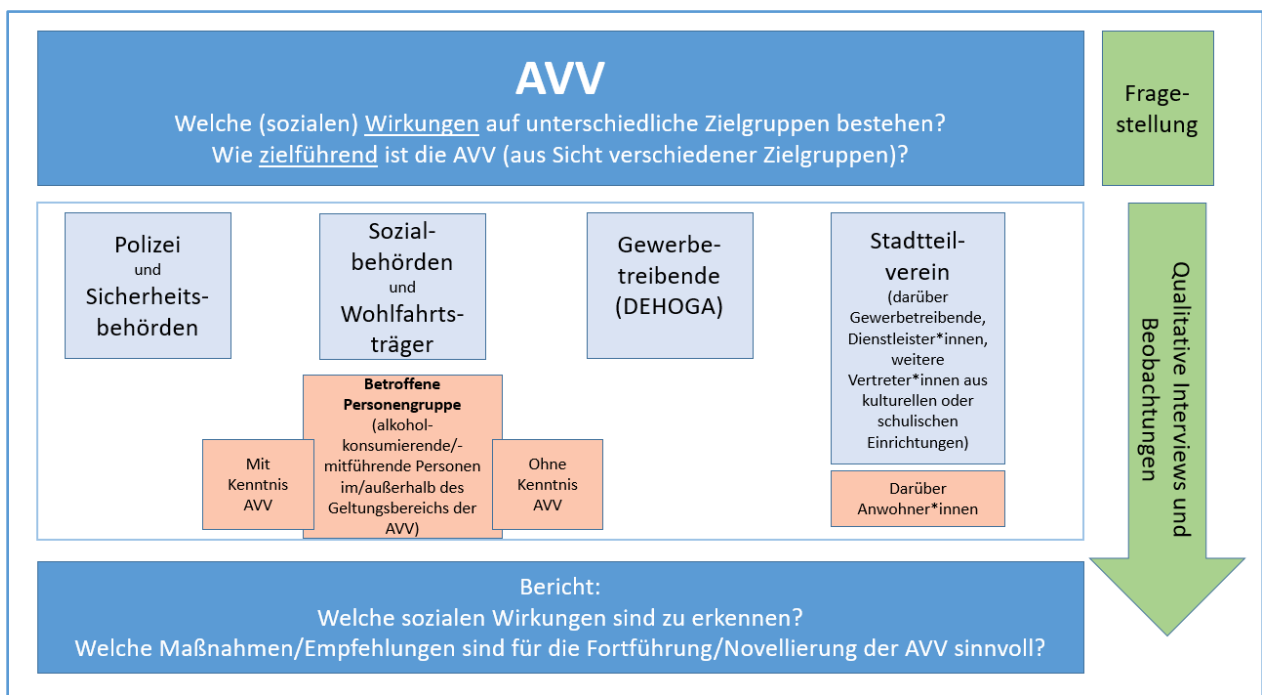 AVV
Welche (sozialen) Wirkungen auf unterschiedliche Zielgruppen bestehen?
Wie zielführend ist die AVV (aus Sicht verschiedener Zielgruppen)?
Frage-
stellung
Polizei
und
Sicherheits-
behörden
Sozial-
behörden
und
Wohlfahrts-
träger
Gewerbe-
treibende
(DEHOGA)
Stadtteil-
verein
(darüber
Gewerbetreibende,
Dienstleister*innen,
weitere
Vertreter*innen aus
kulturellen oder
schulischen
Einrichtungen)
Mit
Kenntnis
AVV
Betroffene
Personengruppe
(alkohol-
konsumierende/-
mitführende Personen
im/außerhalb des
Geltungsbereichs der
AVV)
Ohne
Kenntnis
AVV
Darüber
Anwohner*innen
Qualitative Interviews und
Beobachtungen
Bericht:
Welche sozialen Wirkungen sind zu erkennen?
Welche Maßnahmen/Empfehlungen sind für die Fortführung/Novellierung der AVV sinnvoll?